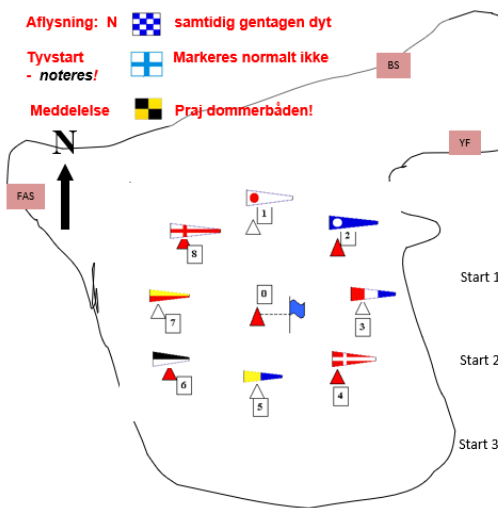 Aflysning: N samtidig gentagen dyt
Tyvstart Markeres normalt ikke
- noteres!
Meddelelse Praj dommerbåden!
BS
N
YF
FAS
1
2
8
Start 1
0
7
3
Start 2
6
5
4
Start 3